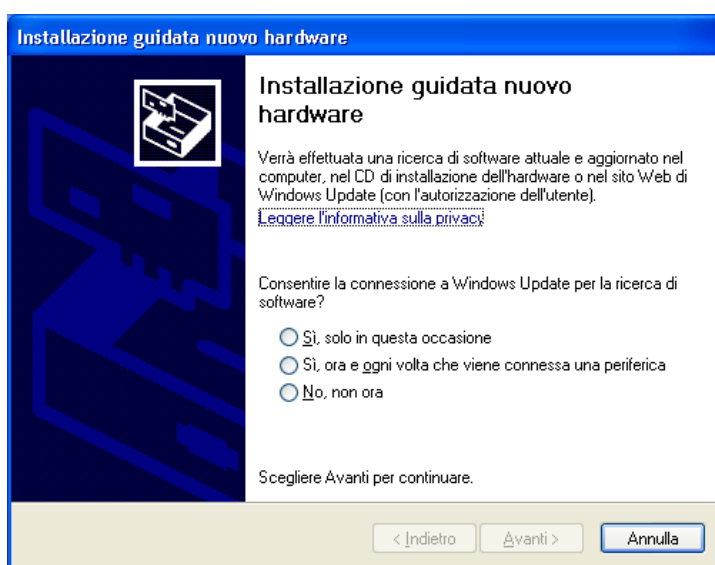 Installazione guidata nuovo hardware
Installazione guidata nuovo
hardware
Verrà effettuata una ricerca di software attuale e aggiornato nel
computer, nel CD di installazione dell'hardware o nel sito Web di
Windows Update (con l'autorizzazione dell'utente).
Leggere l'informativa sulla privacy
Consentire la connessione a Windows Update per la ricerca di
software?
Sì, solo in questa occasione
Sì, ora e ogni volta che viene connessa una periferica
No, non ora
Scegliere Avanti per continuare.
< Indietro Avanti > Annulla